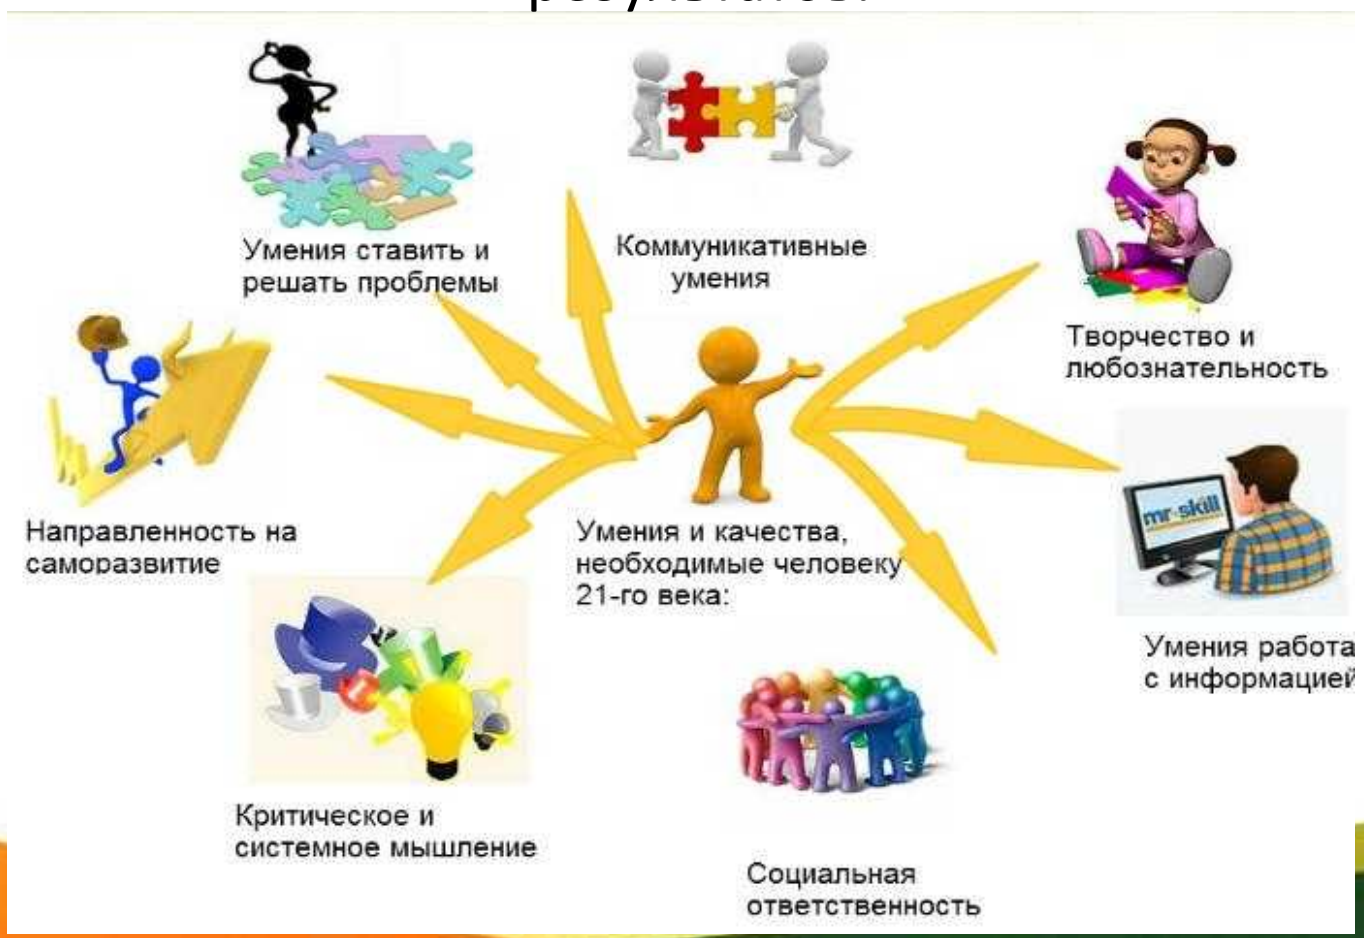 Умения ставить и
решать проблемы
Коммуникативные
умения
Творчество и
любознательность
Направленность на
саморазвитие
Умения и качества,
необходимые человеку
21-го века:
mr-skill
Умения работа
с информацией
Критическое и
системное мышление
Социальная
ответственность